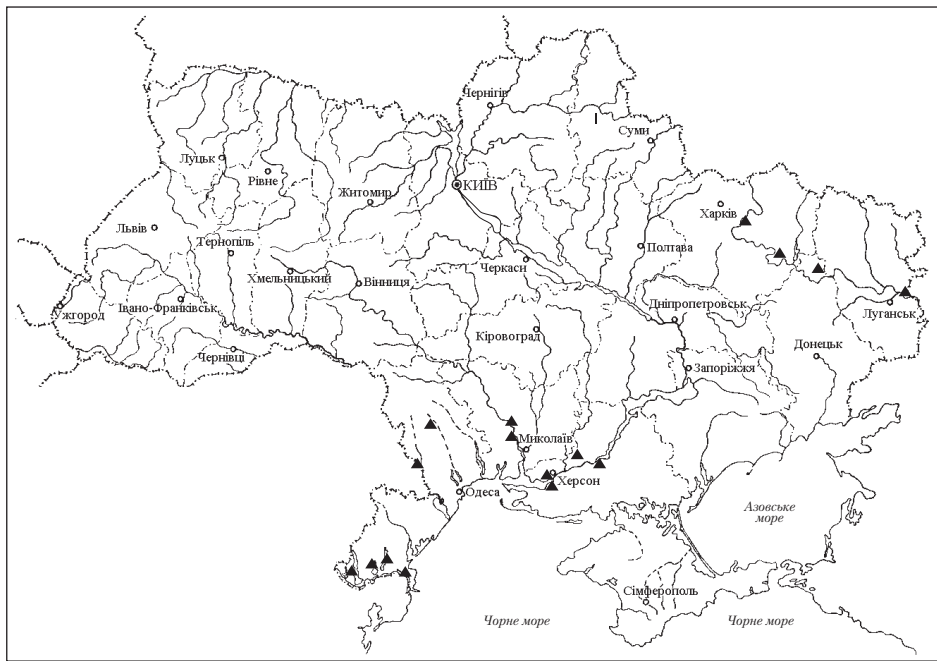 Чернігів
Суми
Луцьк
Рівне
Житомир
КИЇВ
Харків
Львів
Тернопіль
Полтава
Хмельницький
Вінниця
Черкаси
Ужгород
Івано-Франківськ
Дніпропетровськ
Луганськ
Кіровоград
Чернівці
Донецьк
Запоріжжя
Миколаїв
Херсон
Одеса
Азовське
море
Сімферополь
Чорне море
Чорне море